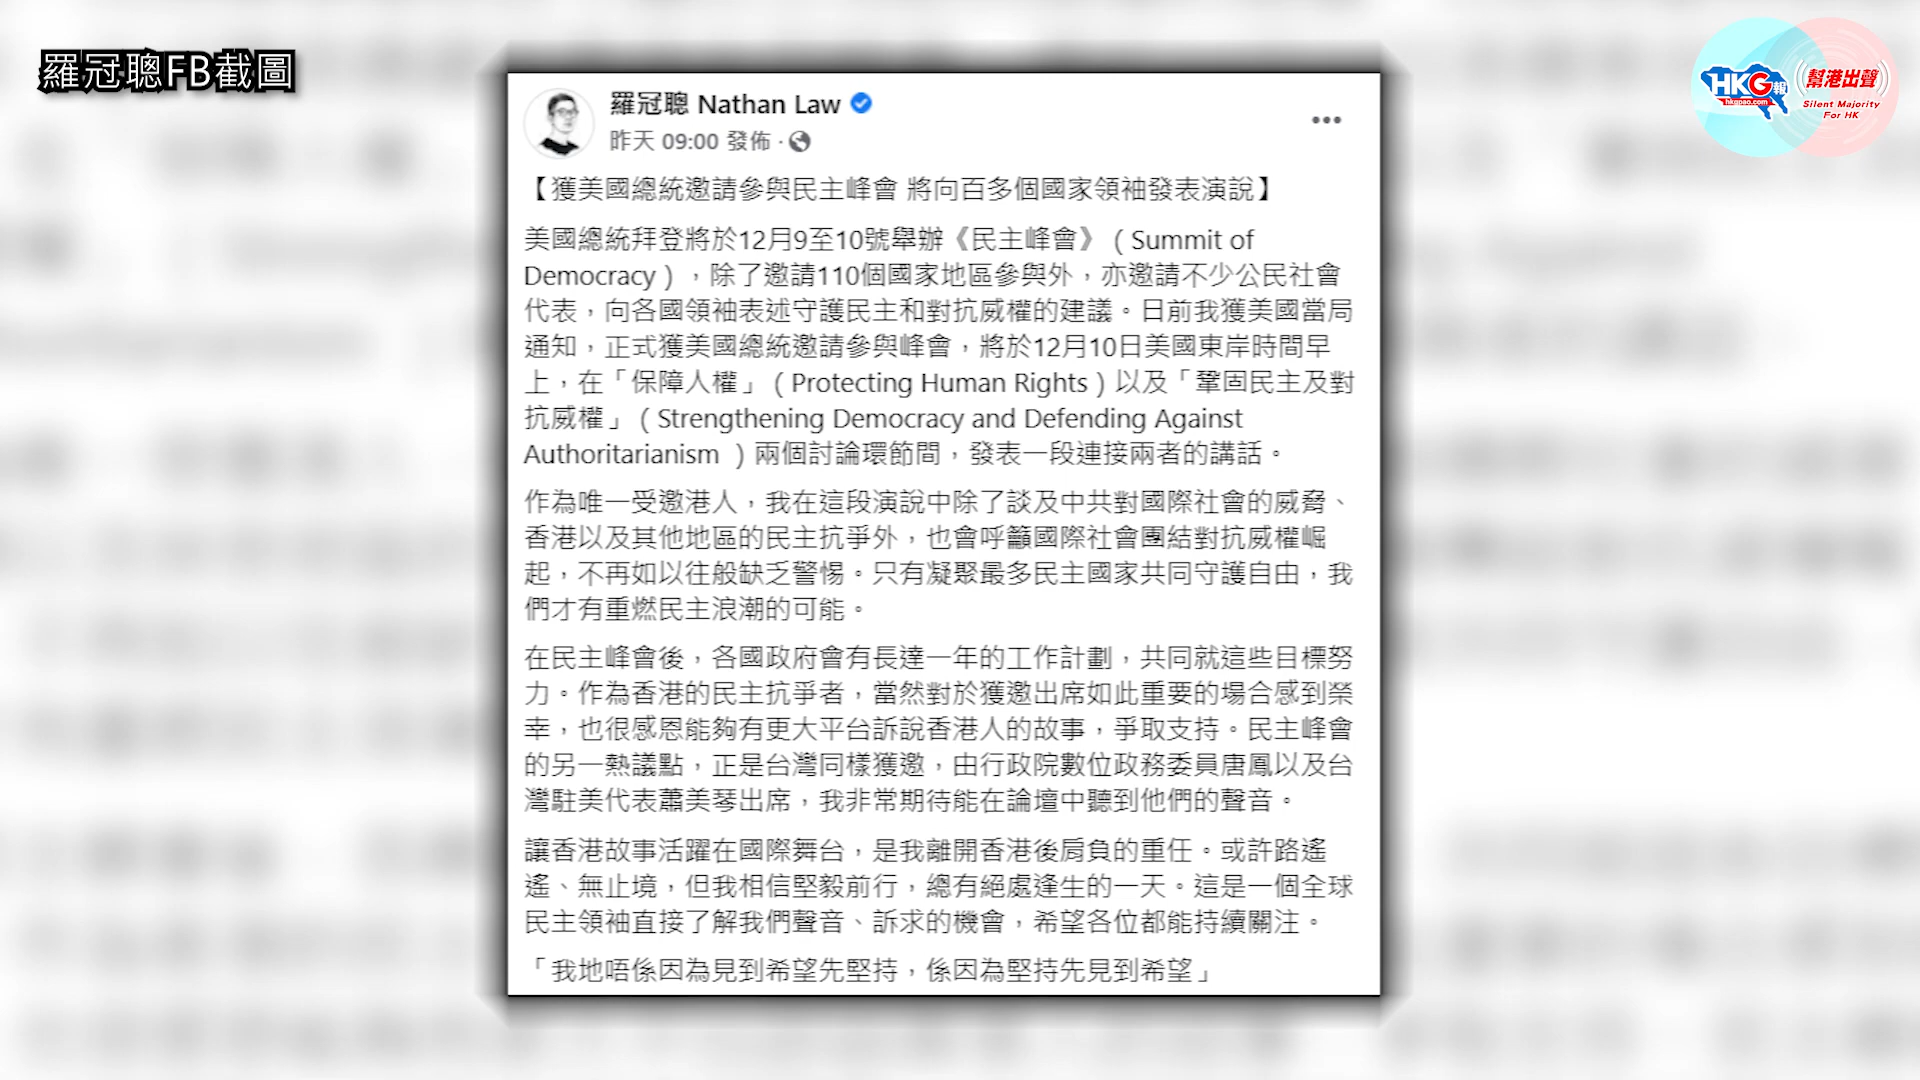 羅冠聰FB截圖
HKG報
hkgpao.com
幫港出聲
Silent Majority
For HK
羅冠聰 Nathan Law
昨天 09:00 發佈 ·
【獲美國總統邀請參與民主峰會 將向百多個國家領袖發表演說】
美國總統拜登將於12月9至10號舉辦《民主峰會》（Summit of
Democracy），除了邀請110個國家地區參與外，亦邀請不少公民社會
代表，向各國領袖表述守護民主和對抗威權的建議。日前我獲美國當局
通知，正式獲美國總統邀請參與峰會，將於12月10日美國東岸時間早
上，在「保障人權」（Protecting Human Rights）以及「鞏固民主及對
抗威權」（Strengthening Democracy and Defending Against
Authoritarianism ）兩個討論環節間，發表一段連接兩者的講話。
作為唯一受邀港人，我在這段演說中除了談及中共對國際社會的威脅、
香港以及其他地區的民主抗爭外，也會呼籲國際社會團結對抗威權崛
起，不再如以往般缺乏警惕。只有凝聚最多民主國家共同守護自由，我
們才有重燃民主浪潮的可能。
在民主峰會後，各國政府會有長達一年的工作計劃，共同就這些目標努
力。作為香港的民主抗爭者，當然對於獲邀出席如此重要的場合感到榮
幸，也很感恩能夠有更大平台訴說香港人的故事，爭取支持。民主峰會
的另一熱議點，正是台灣同樣獲邀，由行政院數位政務委員唐鳳以及台
灣駐美代表蕭美琴出席，我非常期待能在論壇中聽到他們的聲音。
讓香港故事活躍在國際舞台，是我離開香港後肩負的重任。或許路遙
遙、無止境，但我相信堅毅前行，總有絕處逢生的一天。這是一個全球
民主領袖直接了解我們聲音、訴求的機會，希望各位都能持續關注。
「我地唔係因為見到希望先堅持，係因為堅持先見到希望」